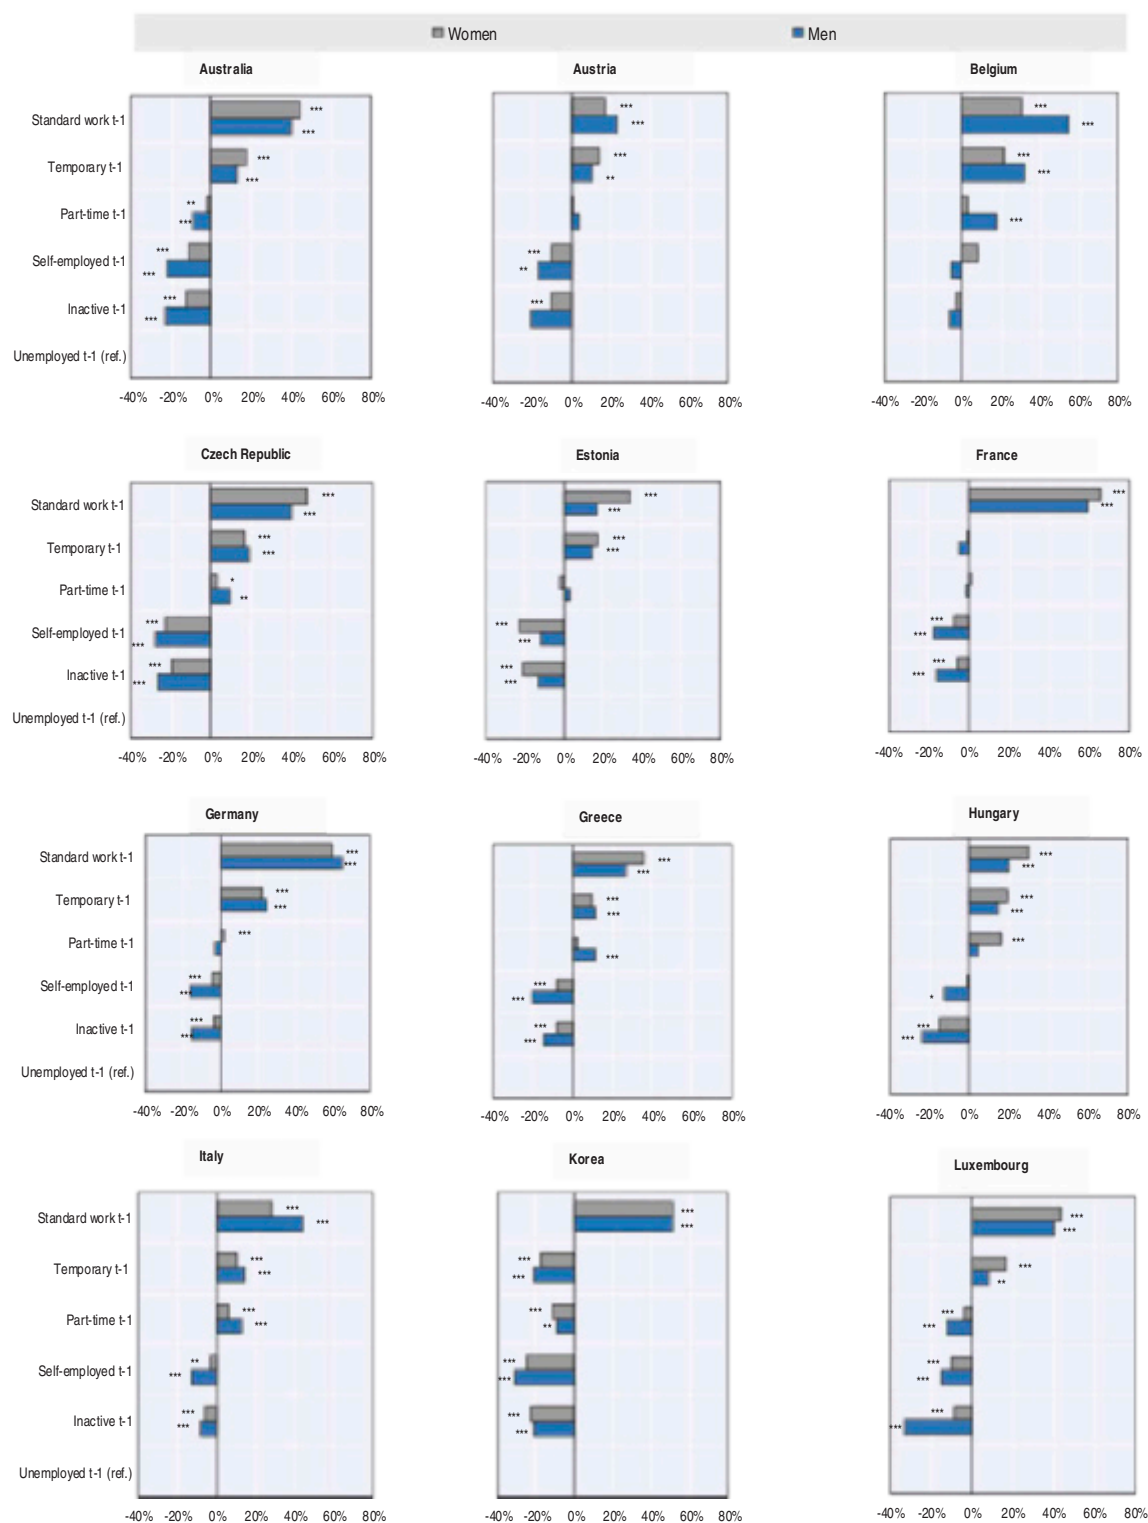 Women Men
Australia Austria Belgium
Standard work t-1 *** *** *** *** *** ***
Temporary t-1 *** *** *** ** *** ***
Part-time t-1 ** *** ***
Self-employed t-1 *** *** *** **
Inactive t-1 *** *** ***
Unemployed t-1 (ref.)
-40% -20% 0% 20% 40% 60% 80% -40% -20% 0% 20% 40% 60% 80% -40% -20% 0% 20% 40% 60% 80%
Czech Republic Estonia France
Standard work t-1 *** *** *** *** *** ***
Temporary t-1 *** *** *** ***
Part-time t-1 * **
Self-employed t-1 *** *** *** *** *** ***
Inactive t-1 *** *** *** *** *** ***
Unemployed t-1 (ref.)
-40% -20% 0% 20% 40% 60% 80% -40% -20% 0% 20% 40% 60% 80% -40% -20% 0% 20% 40% 60% 80%
Germany Greece Hungary
Standard work t-1 *** *** *** *** *** ***
Temporary t-1 *** *** *** *** *** ***
Part-time t-1 *** *** ***
Self-employed t-1 *** *** *** *** *
Inactive t-1 *** *** *** *** *** ***
Unemployed t-1 (ref.)
-40% -20% 0% 20% 40% 60% 80% -40% -20% 0% 20% 40% 60% 80% -40% -20% 0% 20% 40% 60% 80%
Italy Korea Luxembourg
Standard work t-1 *** *** *** *** *** ***
Temporary t-1 *** *** *** *** *** **
Part-time t-1 *** *** *** ** *** ***
Self-employed t-1 ** *** *** *** *** ***
Inactive t-1 *** *** *** *** *** ***
Unemployed t-1 (ref.)
-40% -20% 0% 20% 40% 60% 80% -40% -20% 0% 20% 40% 60% 80% -40% -20% 0% 20% 40% 60% 80%